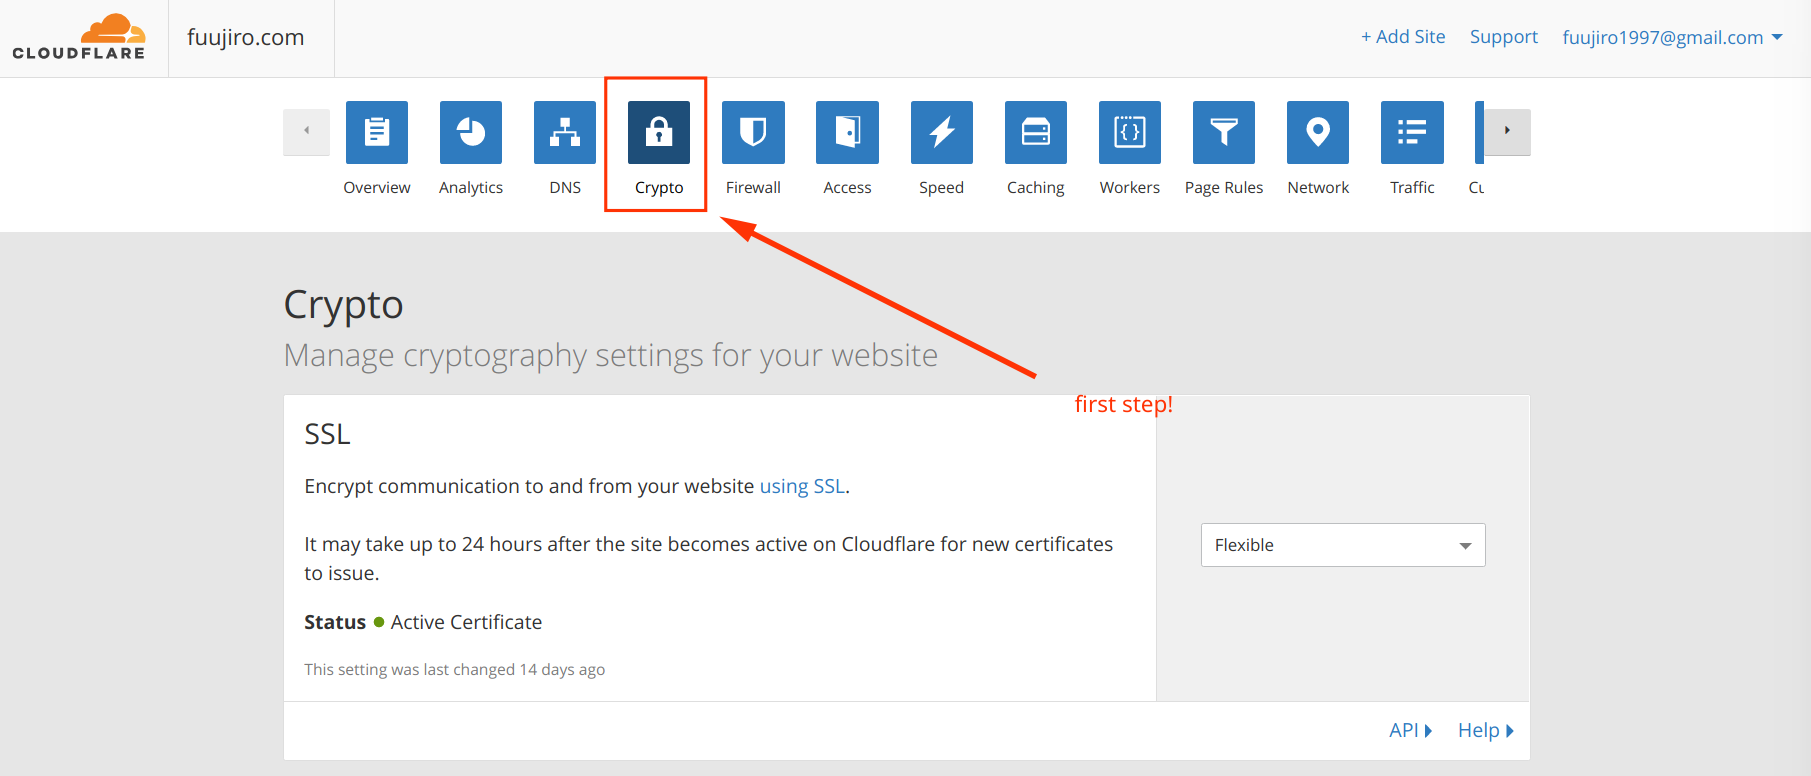 CLOUDFLARE
fuujiro.com
+ Add Site
Support
fuujiro1997@gmail.com
Overview
Analytics
DNS
Crypto
Firewall
Access
Speed
Caching
Workers
Page Rules
Network
Traffic
Cu
first step!
Crypto
Manage cryptography settings for your website
SSL
Encrypt communication to and from your website using SSL.
It may take up to 24 hours after the site becomes active on Cloudflare for new certificates
to issue.
Status Active Certificate
This setting was last changed 14 days ago
Flexible
API
Help